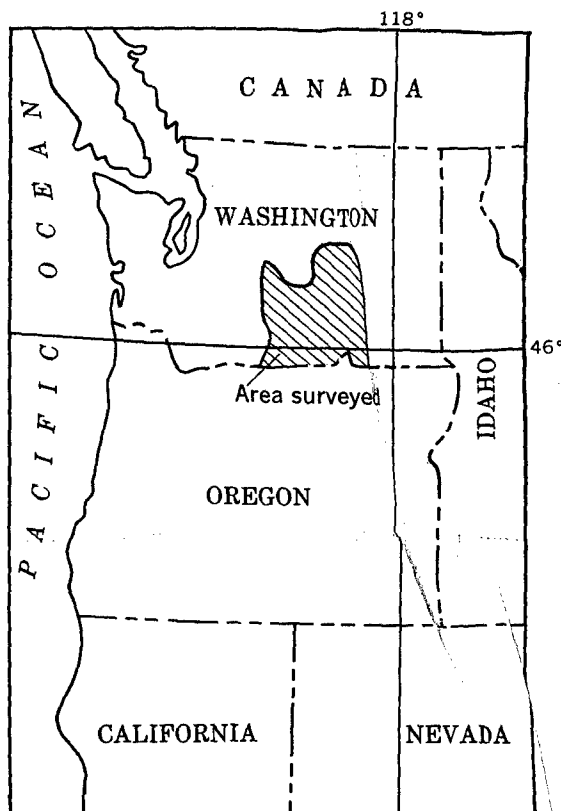 118°
CANADA
PACIFIC OCEAN
WASHINGTON
46°
Area surveyed
IDAHO
OREGON
CALIFORNIA
NEVADA